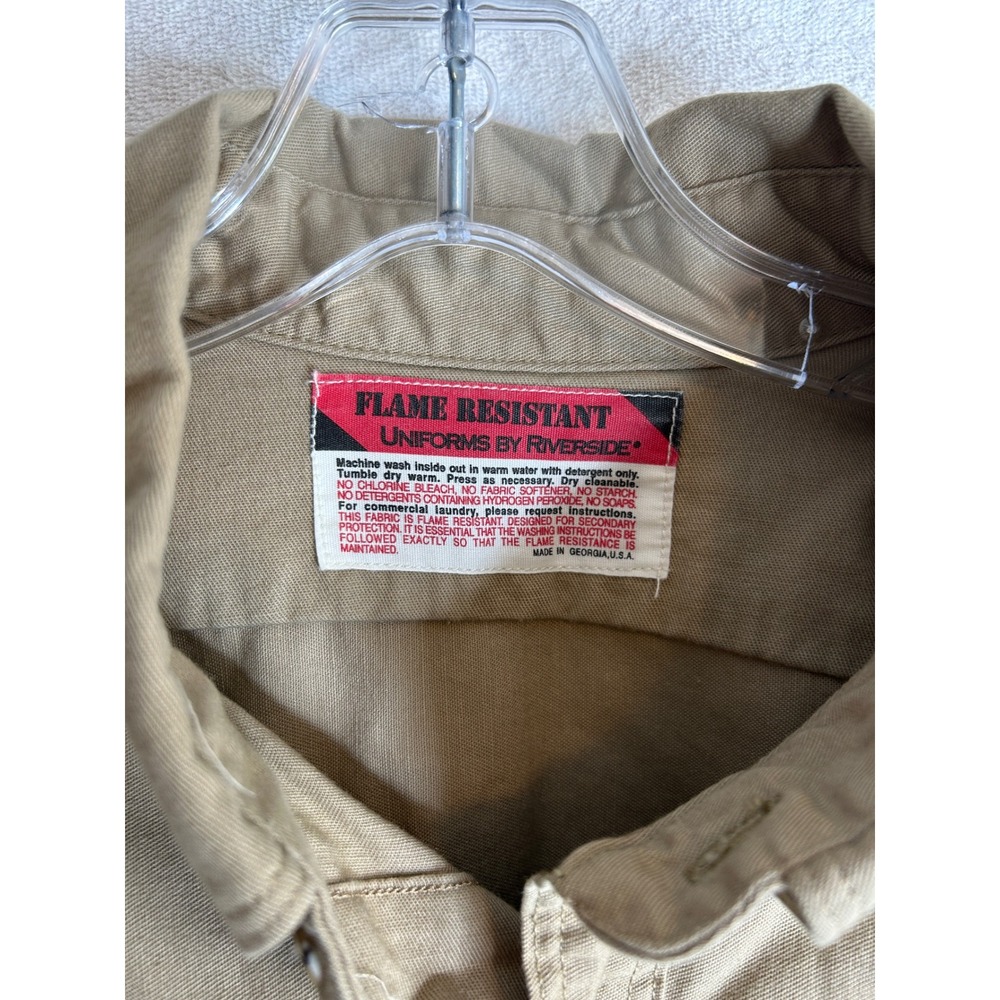 FLAME RESISTANT
UNIFORMS BY RIVERSIDE®
Machine wash inside out in warm water with detergent only.
Tumble dry warm. Press as necessary. Dry cleanable.
NO CHLORINE BLEACH, NO FABRIC SOFTENER, NO STARCH.
NO DETERGENTS CONTAINING HYDROGEN PEROXIDE, NO SOAPS.
For commercial laundry, please request instructions.
THIS FABRIC IS FLAME RESISTANT. DESIGNED FOR SECONDARY
PROTECTION. IT IS ESSENTIAL THAT THE WASHING INSTRUCTIONS BE
FOLLOWED EXACTLY SO THAT THE FLAME RESISTANCE IS
MAINTAINED. MADE IN GEORGIA, U.S.A.